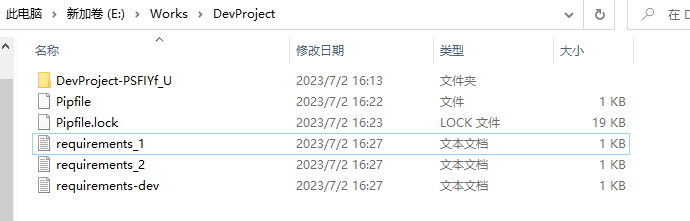 此电脑 > 新加卷 (E:) > Works > DevProject
在 D
名称 修改日期 类型 大小
DevProject-PSFIYf_U 2023/7/2 16:13 文件夹
Pipfile 2023/7/2 16:22 文件 1 KB
Pipfile.lock 2023/7/2 16:23 LOCK 文件 19 KB
requirements_1 2023/7/2 16:27 文本文档 1 KB
requirements_2 2023/7/2 16:27 文本文档 1 KB
requirements-dev 2023/7/2 16:27 文本文档 1 KB